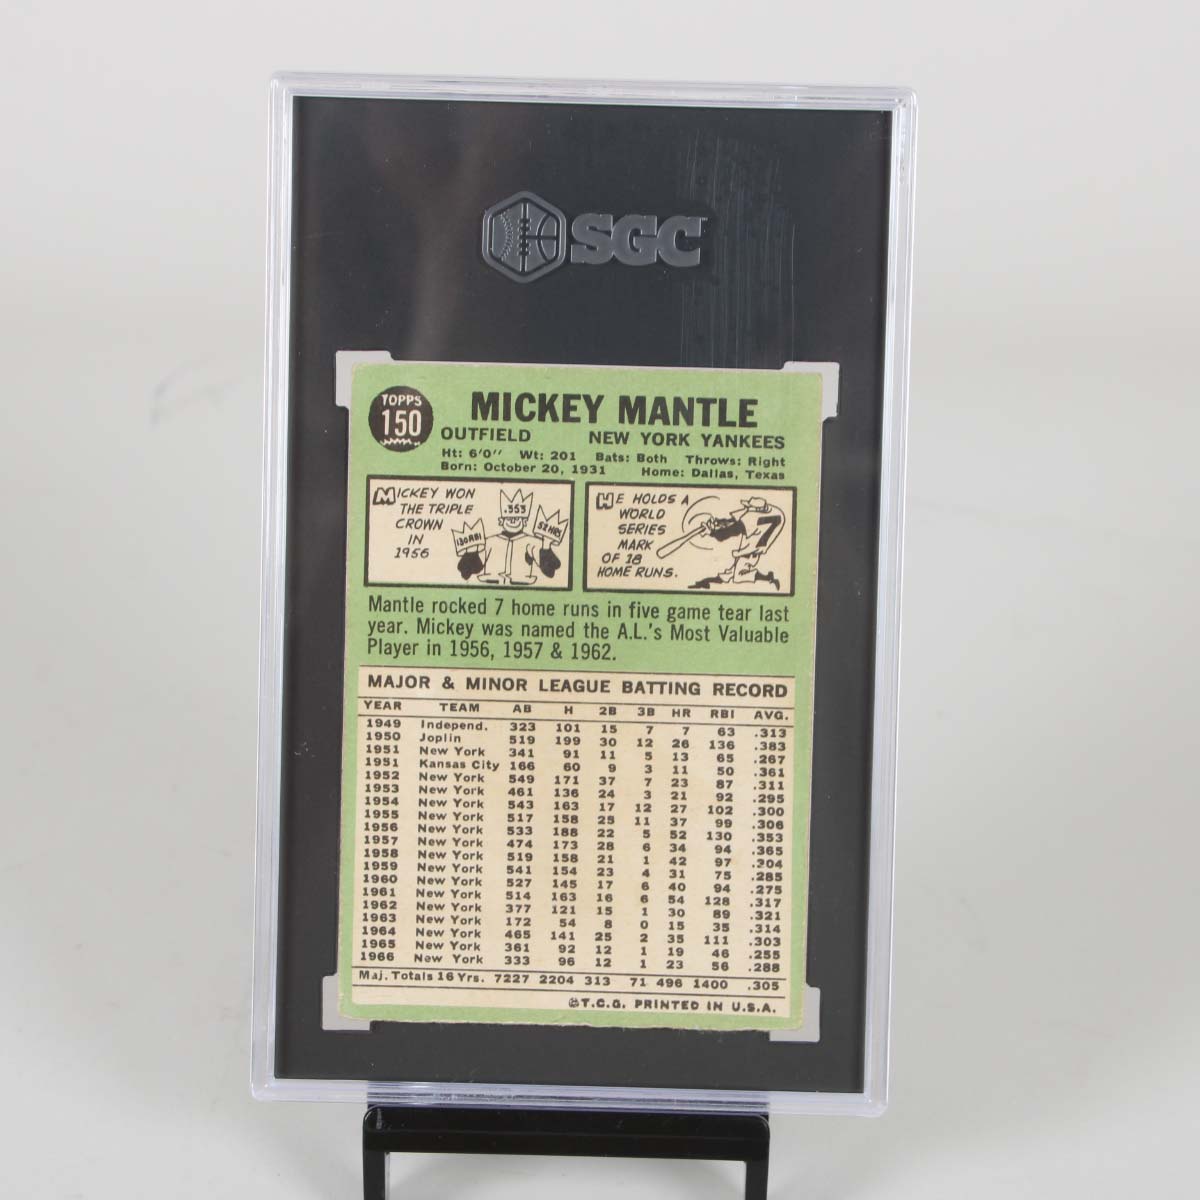 SGC
TOPPS
150
MICKEY MANTLE
OUTFIELD NEW YORK YANKEES
Ht: 6'0" Wt: 201 Bats: Both Throws: Right
Born: October 20, 1931 Home: Dallas, Texas
MICKEY WON
THE TRIPLE
CROWN
IN
1956
.353
130 RBI
52 HRS
HE HOLDS A
WORLD
SERIES
MARK
OF 18
HOME RUNS.
7
Mantle rocked 7 home runs in five game tear last
year. Mickey was named the A.L.'s Most Valuable
Player in 1956, 1957 & 1962.
MAJOR & MINOR LEAGUE BATTING RECORD
YEAR TEAM AB H 2B 3B HR RBI AVG.
1949 Independ. 323 101 15 7 7 63 .313
1950 Joplin 519 199 30 12 26 136 .383
1951 New York 341 91 11 5 13 65 .267
1951 Kansas City 166 60 9 3 11 50 .361
1952 New York 549 171 37 7 23 87 .311
1953 New York 461 136 24 3 21 92 .295
1954 New York 543 163 17 12 27 102 .300
1955 New York 517 158 25 11 37 99 .306
1956 New York 533 188 22 5 52 130 .353
1957 New York 474 173 28 6 34 94 .365
1958 New York 519 158 21 1 42 97 .304
1959 New York 541 154 23 4 31 75 .285
1960 New York 527 145 17 6 40 94 .275
1961 New York 514 163 16 6 54 128 .317
1962 New York 377 121 15 1 30 89 .321
1963 New York 172 54 8 0 15 35 .314
1964 New York 465 141 25 2 35 111 .303
1965 New York 361 92 12 1 19 46 .255
1966 New York 333 96 12 1 23 56 .288
Maj. Totals 16 Yrs. 7227 2204 313 71 496 1400 .305
©T.C.G. PRINTED IN U.S.A.